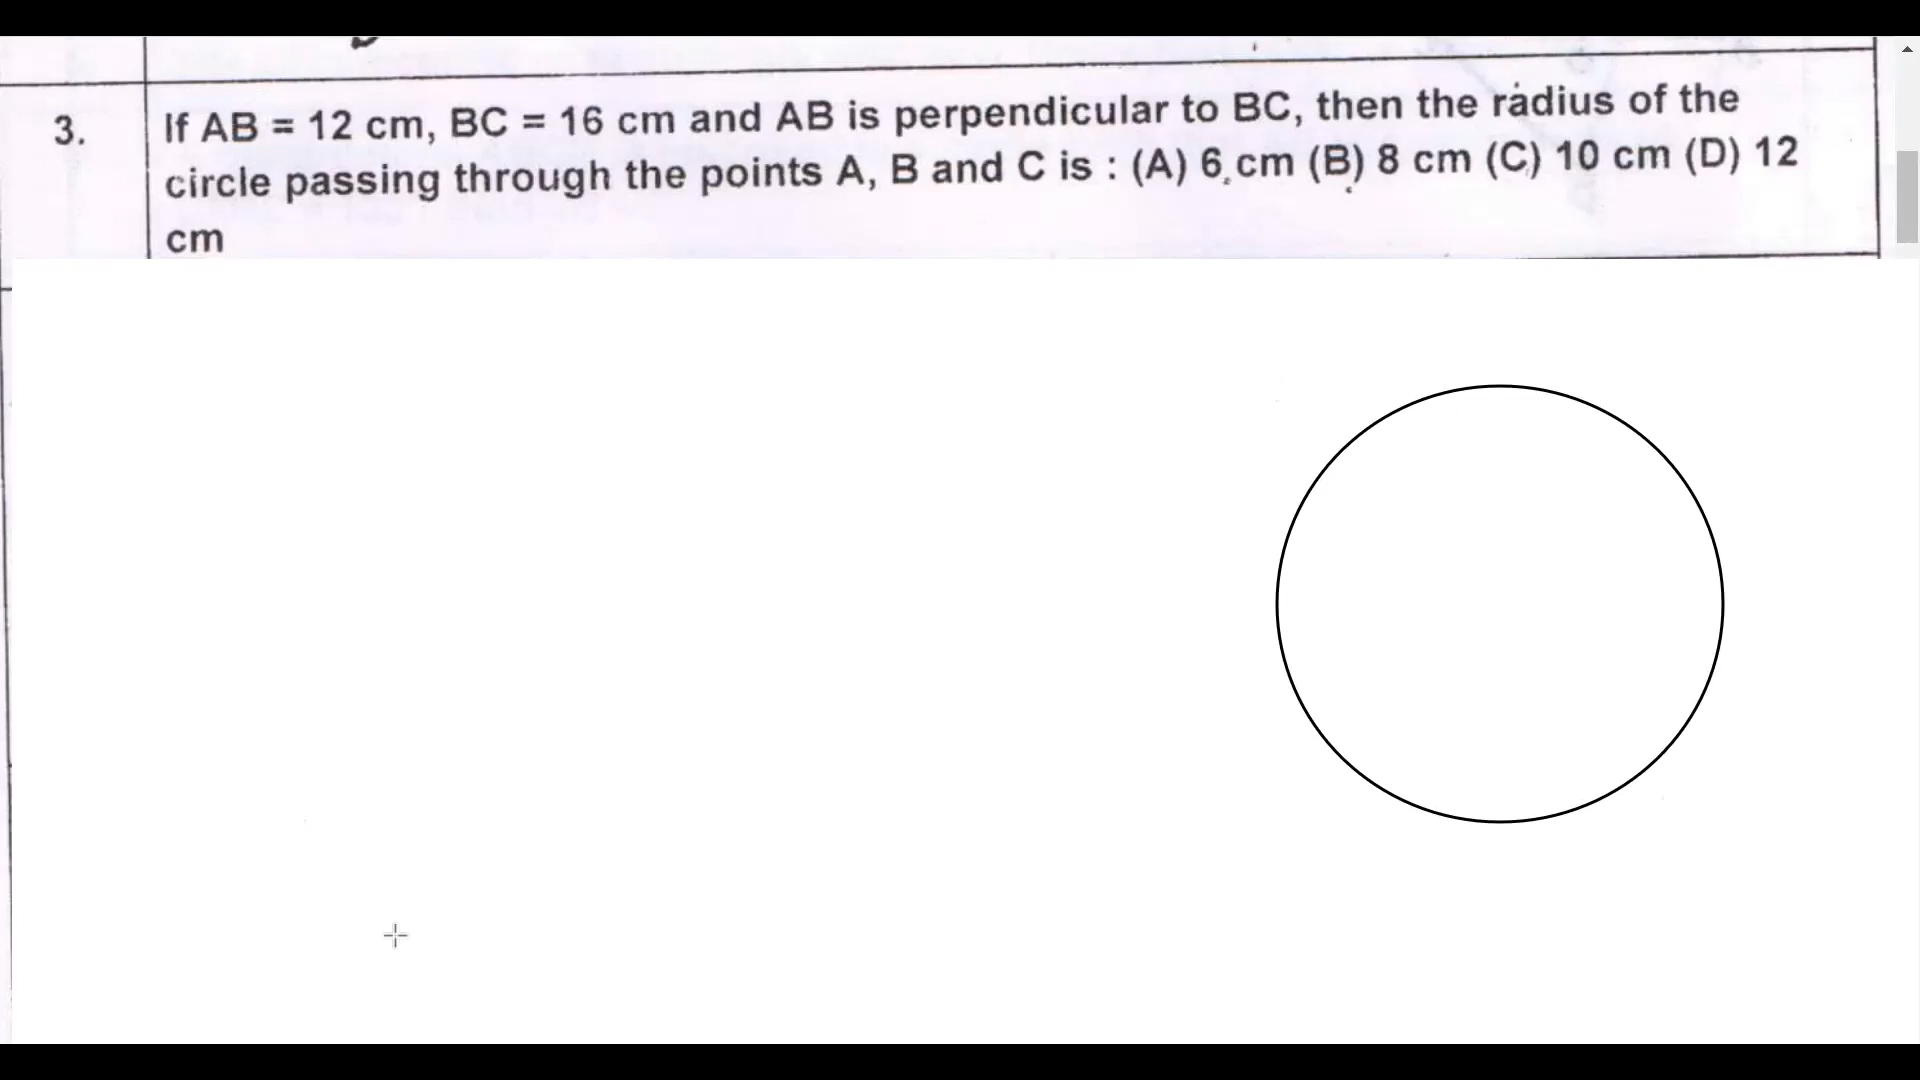 3.
If AB = 12 cm, BC = 16 cm and AB is perpendicular to BC, then the radius of the
circle passing through the points A, B and C is : (A) 6 cm (B) 8 cm (C) 10 cm (D) 12
cm